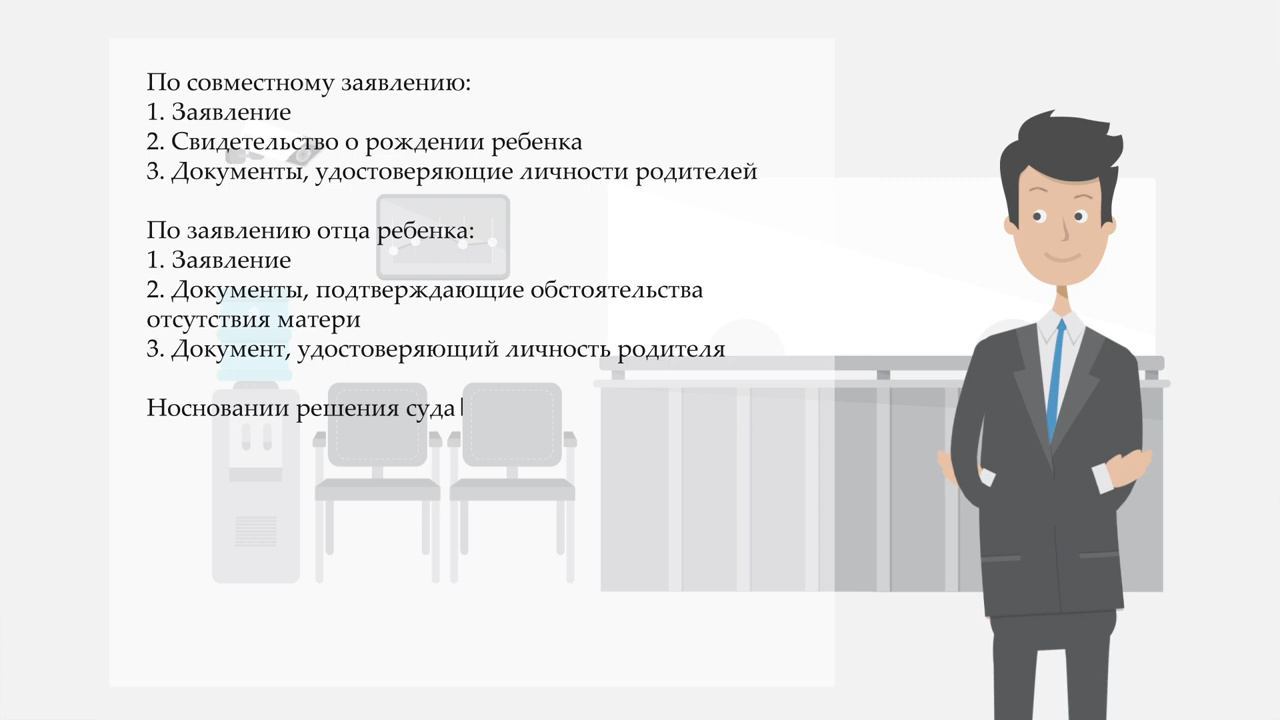 По совместному заявлению:
1. Заявление
2. Свидетельство о рождении ребенка
3. Документы, удостоверяющие личности родителей
По заявлению отца ребенка:
1. Заявление
2. Документы, подтверждающие обстоятельства
отсутствия матери
3. Документ, удостоверяющий личность родителя
Носновании решения суда